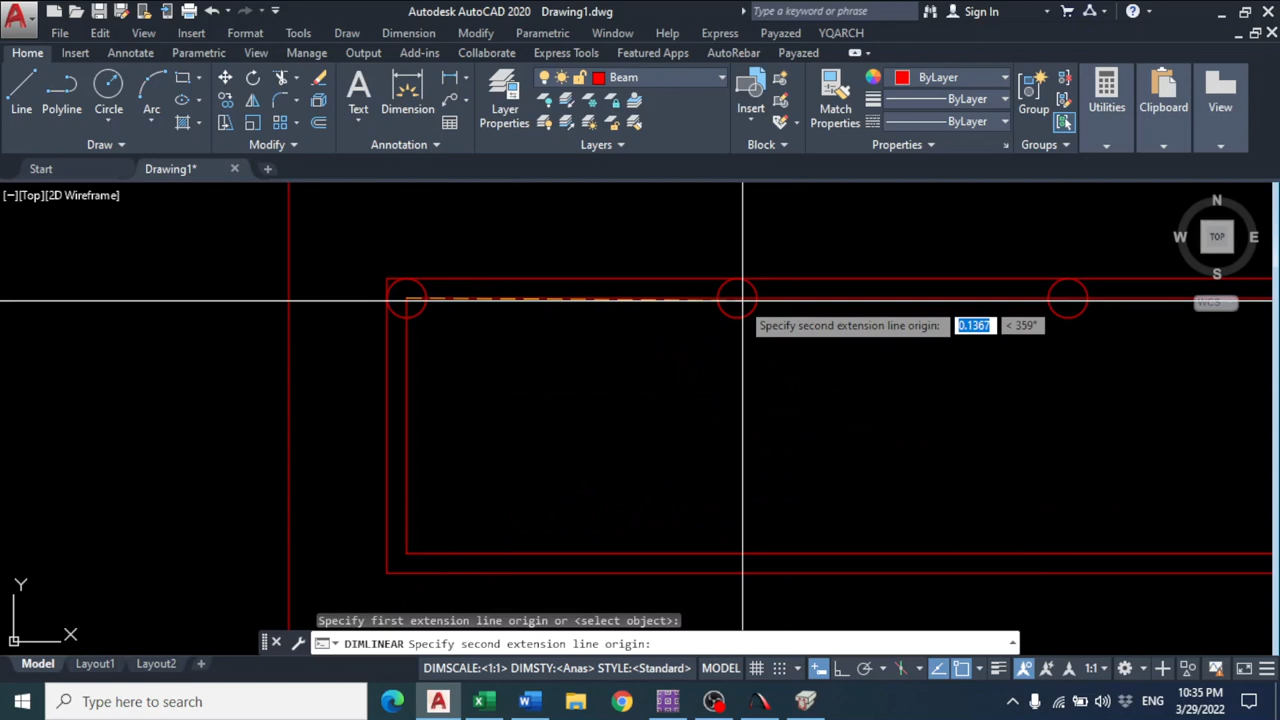 Autodesk AutoCAD 2020 Drawing1.dwg
Type a keyword or phrase
Sign In
File Edit View Insert Format Tools Draw Dimension Modify Parametric Window Help Express Payazed YQARCH
Home Insert Annotate Parametric View Manage Output Add-ins Collaborate Express Tools Featured Apps AutoRebar Payazed
Beam
ByLayer
ByLayer
ByLayer
Line Polyline Circle Arc
Text Dimension
Layer Properties
Insert
Match Properties
Group
Utilities
Clipboard
View
Draw Modify Annotation Layers Block Properties Groups
Start Drawing1*
[−][Top][2D Wireframe]
N
W TOP E
S
WCS
Specify second extension line origin: 0.1367 < 359°
Y
X
Specify first extension line origin or <select object>:
DIMLINEAR Specify second extension line origin:
Model Layout1 Layout2
DIMSCALE:<1:1> DIMSTY:<Anas> STYLE:<Standard> MODEL
1:1
Type here to search
ENG
10:35 PM
3/29/2022